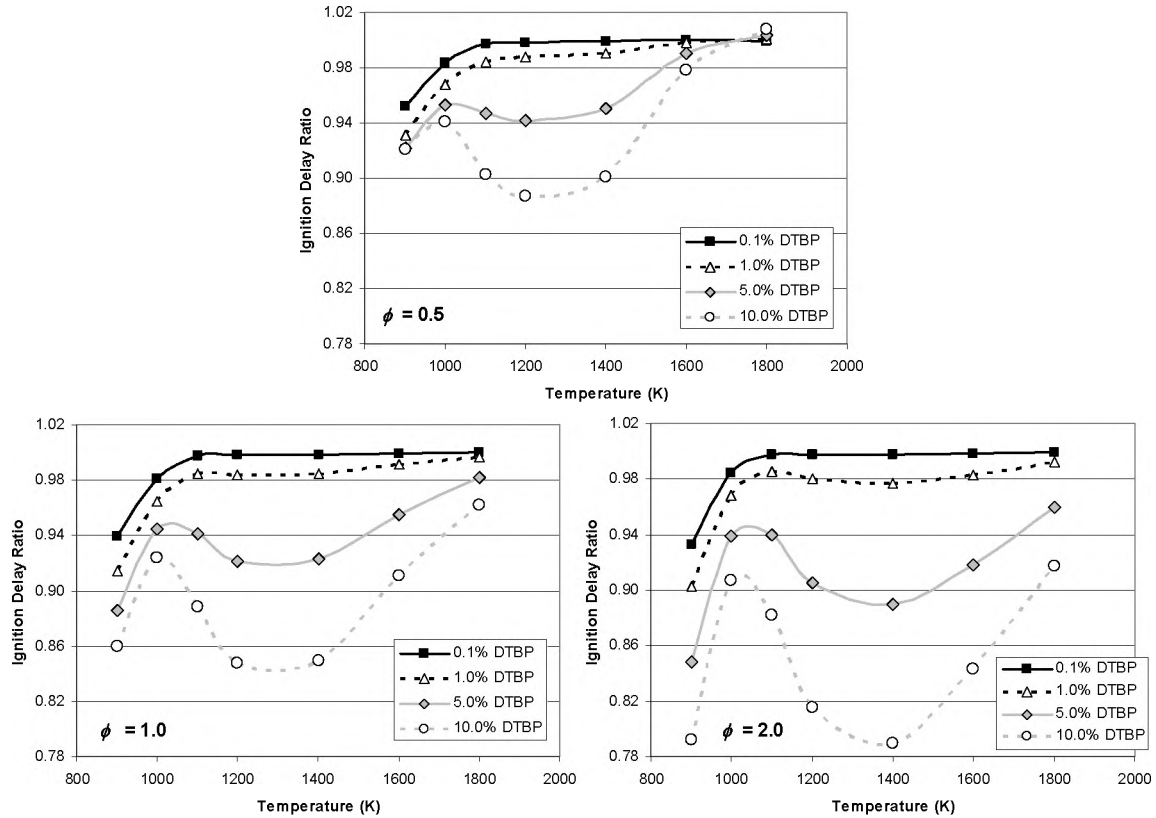 1.02
0.98
0.94
0.90
0.86
0.82
0.78
Ignition Delay Ratio
0.1% DTBP
1.0% DTBP
5.0% DTBP
10.0% DTBP
ϕ = 0.5
800 1000 1200 1400 1600 1800 2000
Temperature (K)
1.02
0.98
0.94
0.90
0.86
0.82
0.78
Ignition Delay Ratio
0.1% DTBP
1.0% DTBP
5.0% DTBP
10.0% DTBP
ϕ = 1.0
800 1000 1200 1400 1600 1800 2000
Temperature (K)
1.02
0.98
0.94
0.90
0.86
0.82
0.78
Ignition Delay Ratio
0.1% DTBP
1.0% DTBP
5.0% DTBP
10.0% DTBP
ϕ = 2.0
800 1000 1200 1400 1600 1800 2000
Temperature (K)